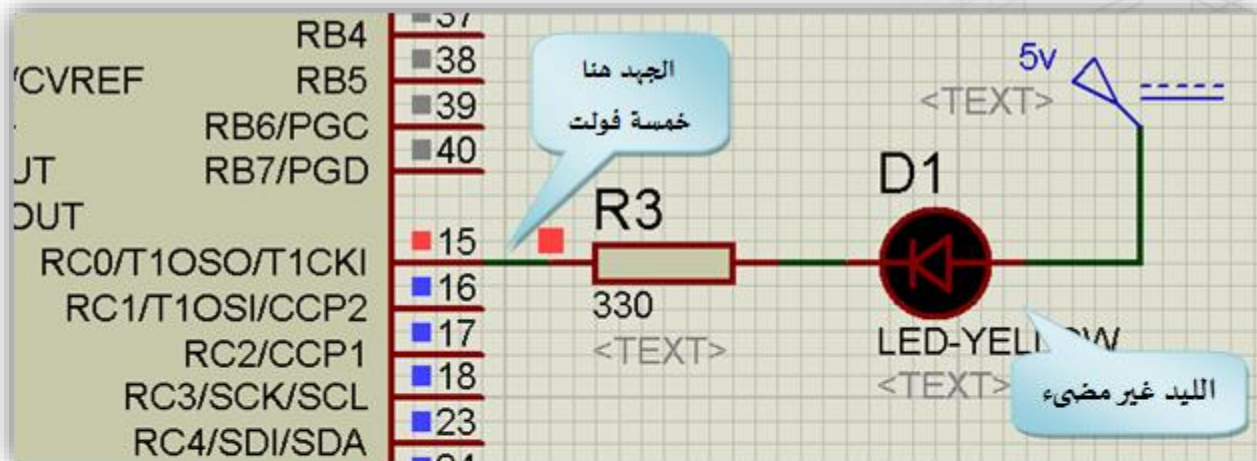 37
RB4
38
/CVREF
RB5
39
RB6/PGC
40
UT
RB7/PGD
OUT
15
RC0/T1OSO/T1CKI
16
RC1/T1OSI/CCP2
17
RC2/CCP1
18
RC3/SCK/SCL
23
RC4/SDI/SDA
الجهد هنا
خمسة فولت
R3
330
<TEXT>
5v
<TEXT>
D1
LED-YELLOW
<TEXT>
الليد غير مضيء